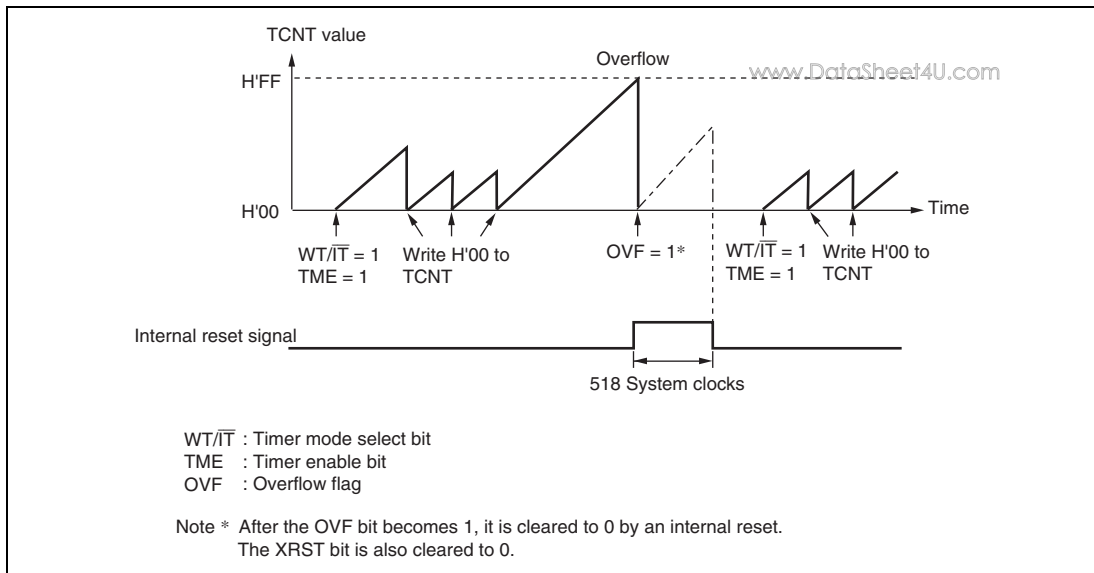 TCNT value
Overflow
www.DataSheet4U.com
H'FF
H'00
Time
WT/IT = 1
TME = 1
Write H'00 to
TCNT
OVF = 1*
WT/IT = 1
TME = 1
Write H'00 to
TCNT
Internal reset signal
518 System clocks
WT/IT : Timer mode select bit
TME : Timer enable bit
OVF : Overflow flag
Note * After the OVF bit becomes 1, it is cleared to 0 by an internal reset.
The XRST bit is also cleared to 0.